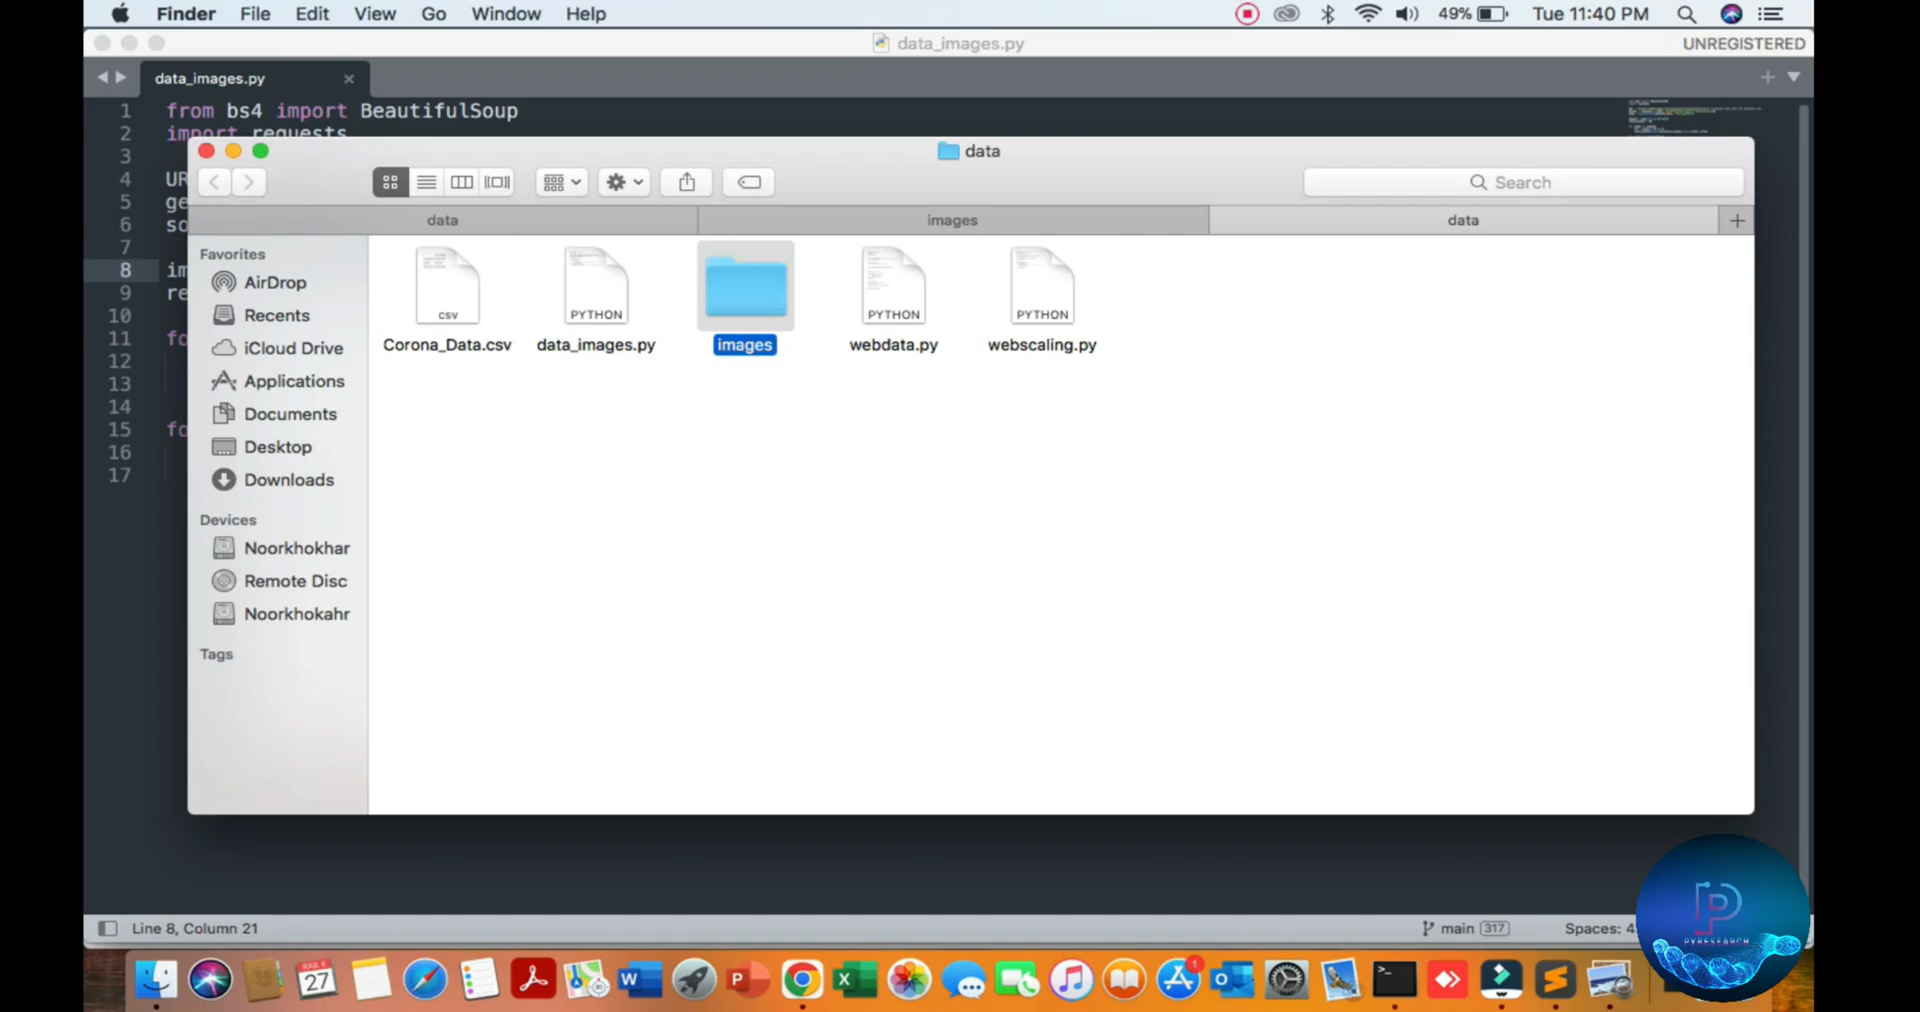 Finder File Edit View Go Window Help 49% Tue 11:40 PM
data_images.py UNREGISTERED
data_images.py
1 from bs4 import BeautifulSoup
2 import requests
3
4 UR
5 ge
6 so
7
8 im
9 re
10
11 fo
12
13
14
15 fo
16
17
data
Search
data images data
Favorites
AirDrop
Recents
iCloud Drive
Applications
Documents
Desktop
Downloads
Devices
Noorkhokhar
Remote Disc
Noorkhokahr
Tags
CSV PYTHON PYTHON PYTHON
Corona_Data.csv data_images.py images webdata.py webscaling.py
Line 8, Column 21 main 317 Spaces: 4
PYRESEARCH
27
1